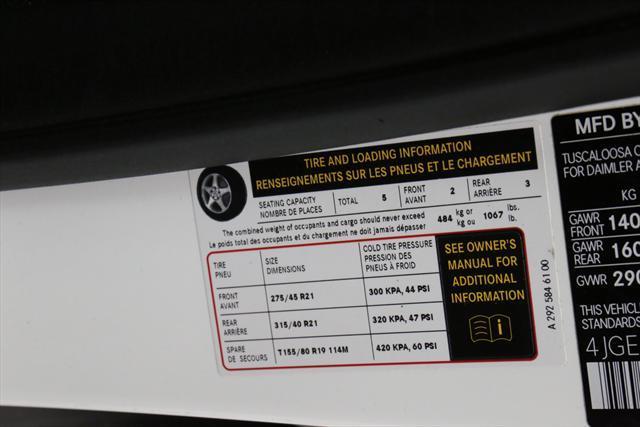 TIRE AND LOADING INFORMATION
RENSEIGNEMENTS SUR LES PNEUS ET LE CHARGEMENT
SEATING CAPACITY
NOMBRE DE PLACES
TOTAL 5
FRONT
AVANT
2
REAR
ARRIÈRE
3
The combined weight of occupants and cargo should never exceed
Le poids total des occupants et du chargement ne doit jamais dépasser
484 kg or 1067 lbs.
kg ou lb.
TIRE
PNEU
SIZE
DIMENSIONS
COLD TIRE PRESSURE
PRESSION DES
PNEUS À FROID
FRONT
AVANT
275/45 R21
300 KPA, 44 PSI
REAR
ARRIÈRE
315/40 R21
320 KPA, 47 PSI
SPARE
DE SECOURS
T155/80 R19 114M
420 KPA, 60 PSI
SEE OWNER'S
MANUAL FOR
ADDITIONAL
INFORMATION
A 292 584 61 00
MFD BY
TUSCALOOSA
FOR DAIMLER
KG
GAWR
FRONT 140
GAWR
REAR 160
GVWR 290
THIS VEHICL
STANDARDS
4JGE